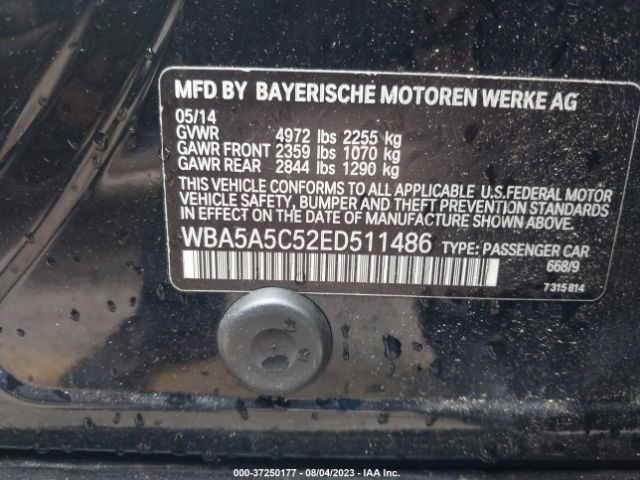 MFD BY BAYERISCHE MOTOREN WERKE AG
05/14
GVWR 4972 lbs 2255 kg
GAWR FRONT 2359 lbs 1070 kg
GAWR REAR 2844 lbs 1290 kg
THIS VEHICLE CONFORMS TO ALL APPLICABLE U.S.FEDERAL MOTOR
VEHICLE SAFETY, BUMPER AND THEFT PREVENTION STANDARDS
IN EFFECT ON THE DATE OF MANUFACTURE SHOWN ABOVE.
WBA5A5C52ED511486 TYPE: PASSENGER CAR
668/9
7 315 814
000-37250177 - 08/04/2023 - IAA Inc.